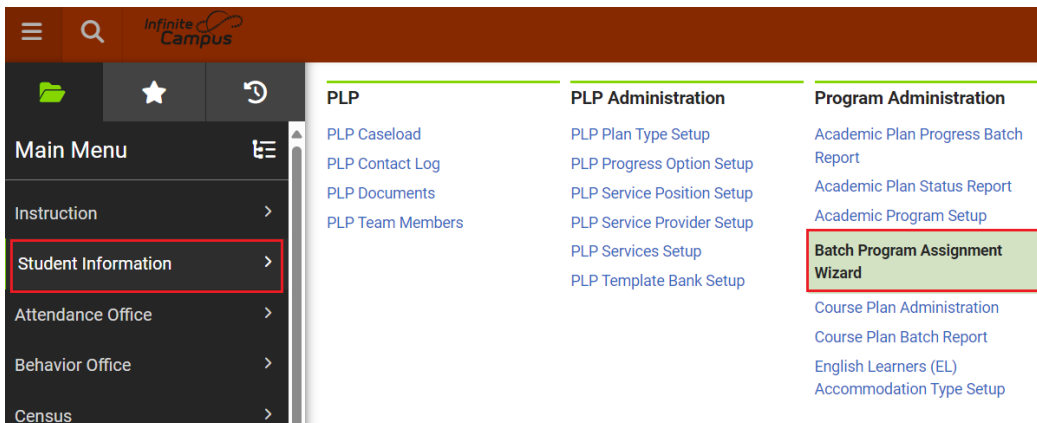 Infinite
Campus
Main Menu
Instruction
Student Information
Attendance Office
Behavior Office
Census
PLP
PLP Caseload
PLP Contact Log
PLP Documents
PLP Team Members
PLP Administration
PLP Plan Type Setup
PLP Progress Option Setup
PLP Service Position Setup
PLP Service Provider Setup
PLP Services Setup
PLP Template Bank Setup
Program Administration
Academic Plan Progress Batch
Report
Academic Plan Status Report
Academic Program Setup
Batch Program Assignment
Wizard
Course Plan Administration
Course Plan Batch Report
English Learners (EL)
Accommodation Type Setup